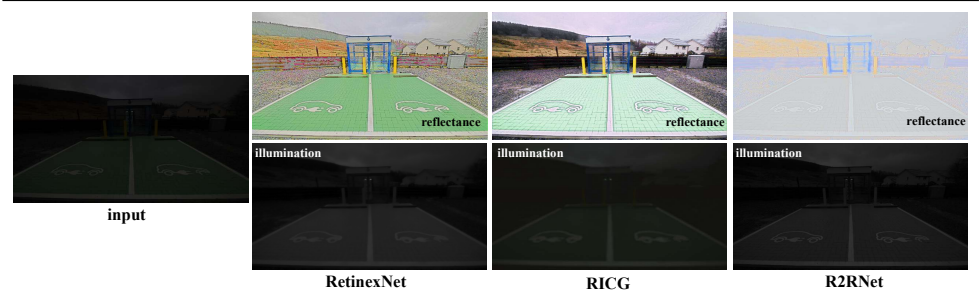 reflectance
reflectance
reflectance
illumination
illumination
illumination
input
RetinexNet
RICG
R2RNet